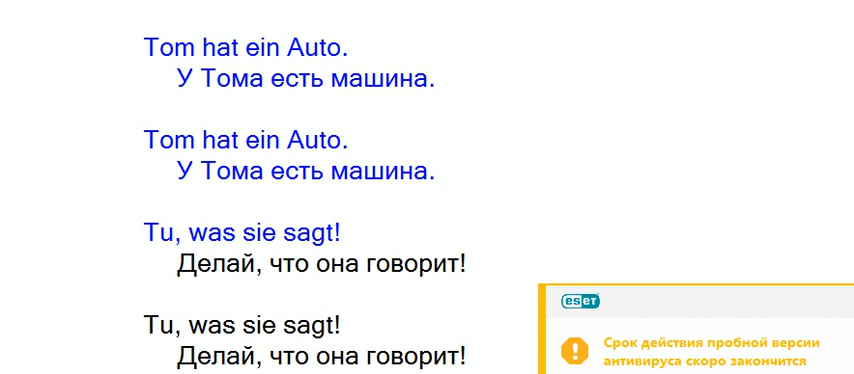 Tom hat ein Auto.
У Тома есть машина.
Tom hat ein Auto.
У Тома есть машина.
Tu, was sie sagt!
Делай, что она говорит!
Tu, was sie sagt!
Делай, что она говорит!
eset
Срок действия пробной версии
антивируса скоро закончится